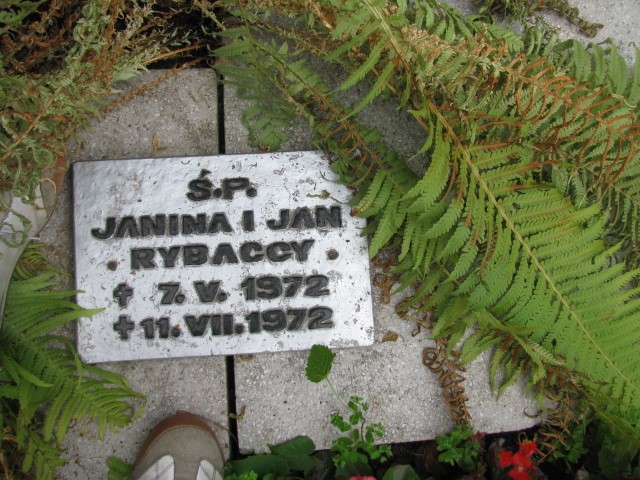 Ś.P.
JANINA I JAN
RYBACCY
✝ 7. V. 1972
✝ 11. VII. 1972